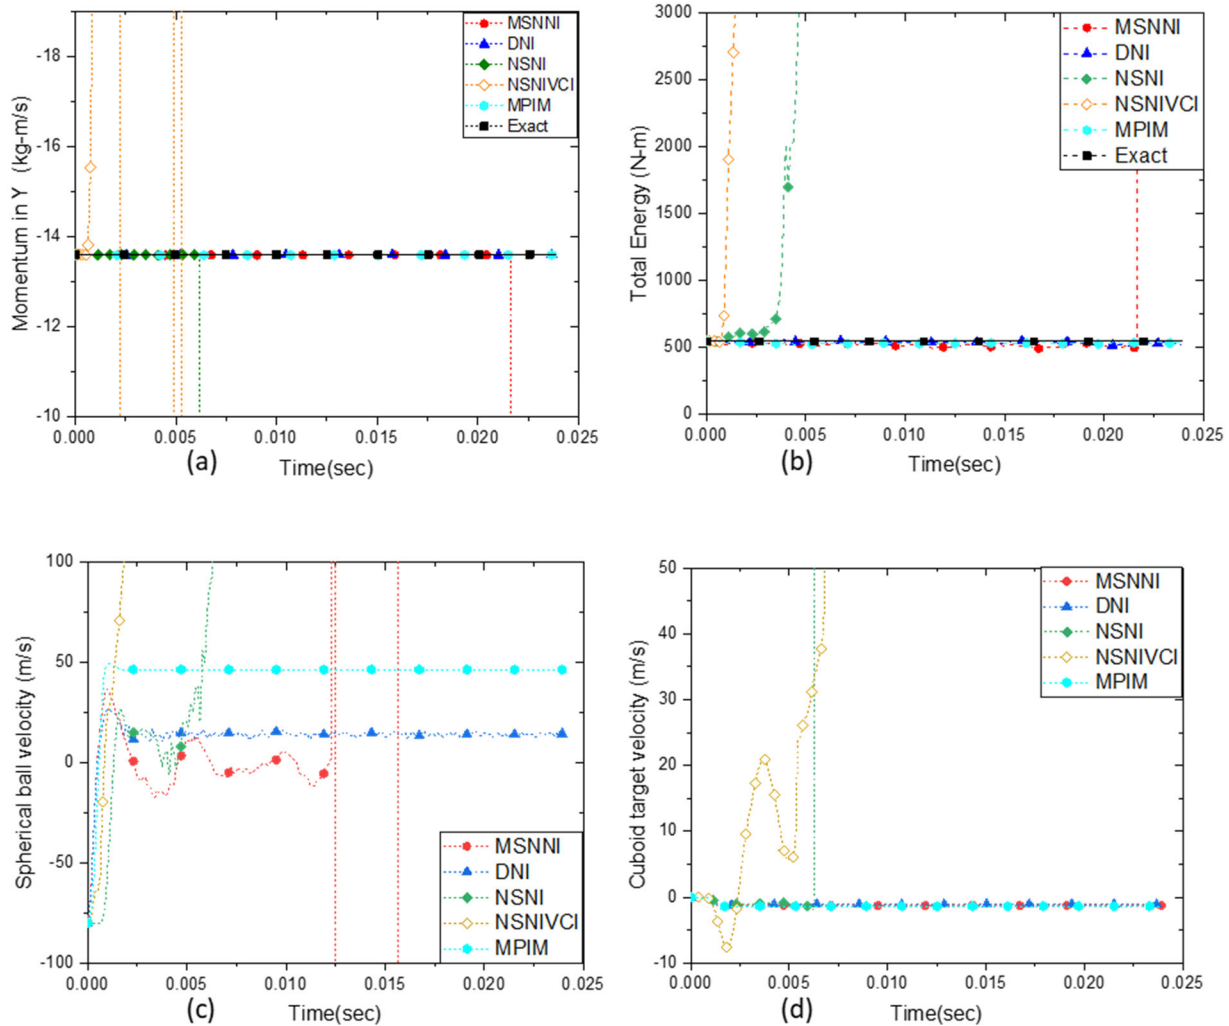 MSNNI
DNI
NSNI
NSNIVCI
MPIM
Exact
Momentum in Y (kg-m/s)
-18
-16
-14
-12
-10
0.000 0.005 0.010 0.015 0.020 0.025
(a)
Time(sec)
MSNNI
DNI
NSNI
NSNIVCI
MPIM
Exact
Total Energy (N-m)
3000
2500
2000
1500
1000
500
0
0.000 0.005 0.010 0.015 0.020 0.025
(b)
Time(sec)
Spherical ball velocity (m/s)
100
50
0
-50
-100
MSNNI
DNI
NSNI
NSNIVCI
MPIM
0.000 0.005 0.010 0.015 0.020 0.025
(c)
Time(sec)
MSNNI
DNI
NSNI
NSNIVCI
MPIM
Cuboid target velocity (m/s)
50
40
30
20
10
0
-10
0.000 0.005 0.010 0.015 0.020 0.025
(d)
Time(sec)